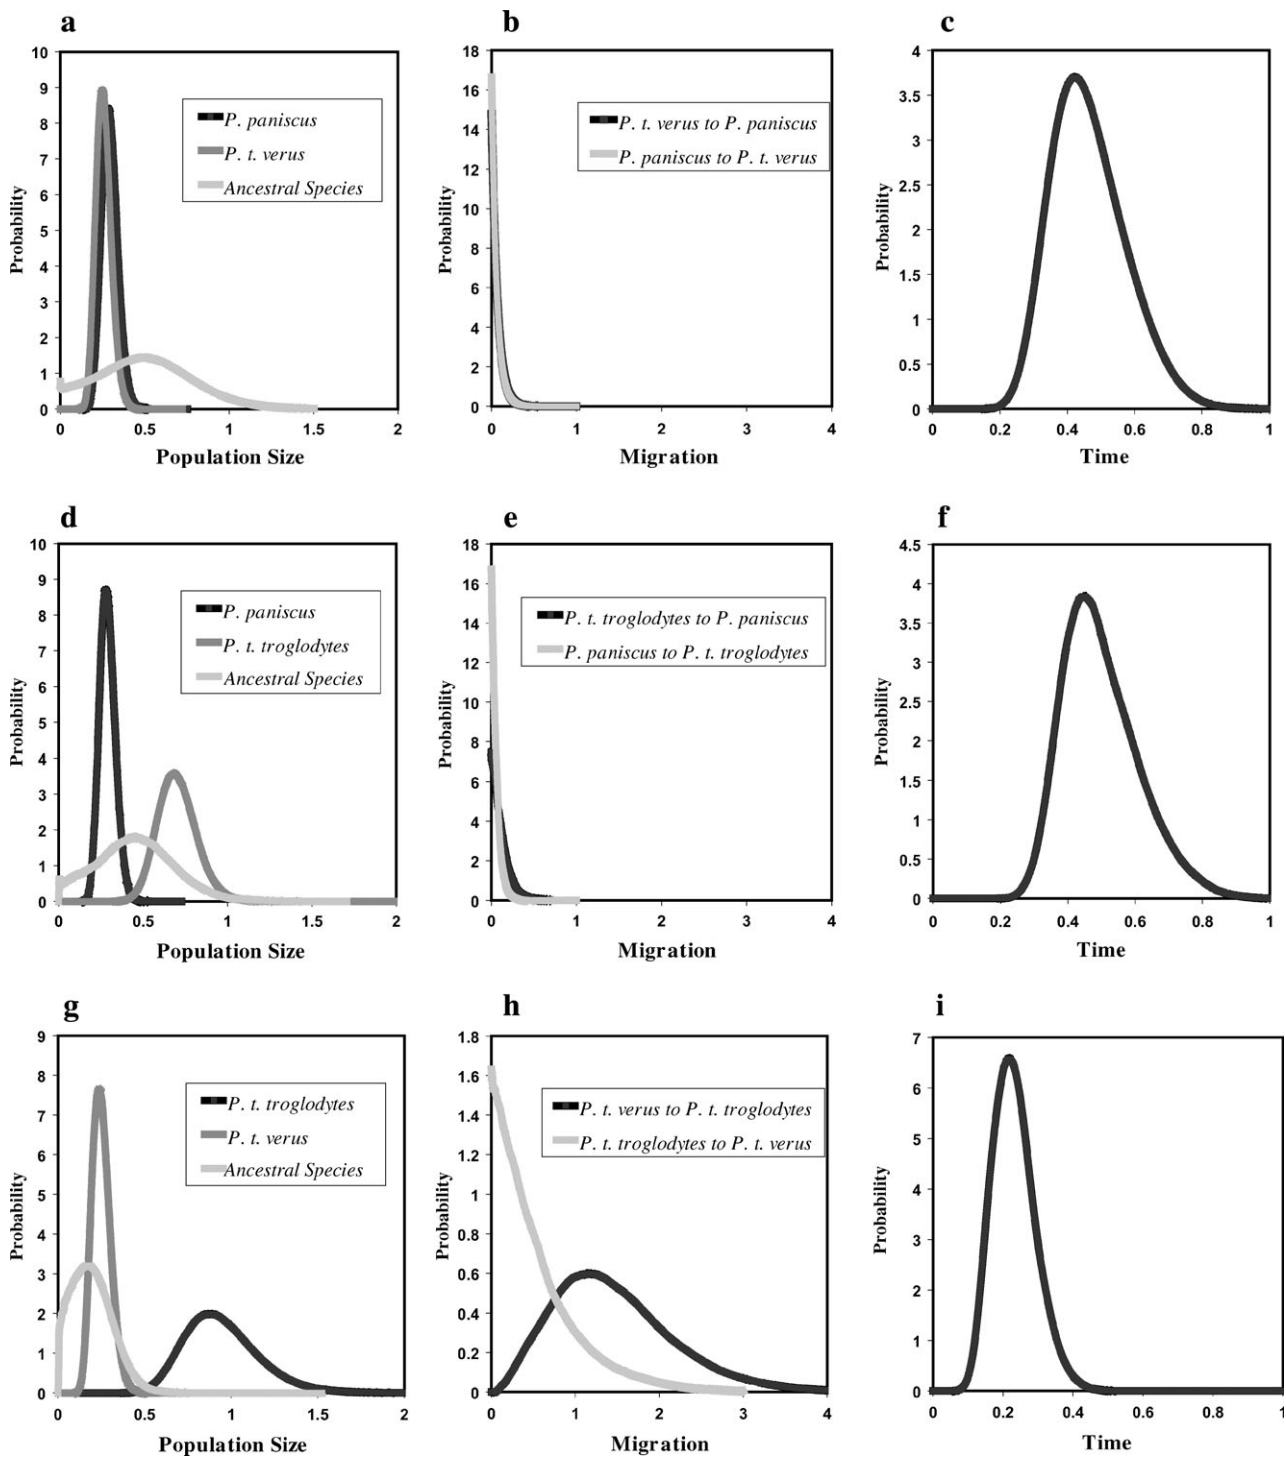 a
10
9
8
7
6
5
4
3
2
1
0
Probability
P. paniscus
P. t. verus
Ancestral Species
0 0.5 1 1.5 2
Population Size
b
18
16
14
12
10
8
6
4
2
0
Probability
P. t. verus to P. paniscus
P. paniscus to P. t. verus
0 1 2 3 4
Migration
c
4
3.5
3
2.5
2
1.5
1
0.5
0
Probability
0 0.2 0.4 0.6 0.8 1
Time
d
10
9
8
7
6
5
4
3
2
1
0
Probability
P. paniscus
P. t. troglodytes
Ancestral Species
0 0.5 1 1.5 2
Population Size
e
18
16
14
12
10
8
6
4
2
0
Probability
P. t. troglodytes to P. paniscus
P. paniscus to P. t. troglodytes
0 1 2 3 4
Migration
f
4.5
4
3.5
3
2.5
2
1.5
1
0.5
0
Probability
0 0.2 0.4 0.6 0.8 1
Time
g
9
8
7
6
5
4
3
2
1
0
Probability
P. t. troglodytes
P. t. verus
Ancestral Species
0 0.5 1 1.5 2
Population Size
h
1.8
1.6
1.4
1.2
1
0.8
0.6
0.4
0.2
0
Probability
P. t. verus to P. t. troglodytes
P. t. troglodytes to P. t. verus
0 1 2 3 4
Migration
i
7
6
5
4
3
2
1
0
Probability
0 0.2 0.4 0.6 0.8 1
Time